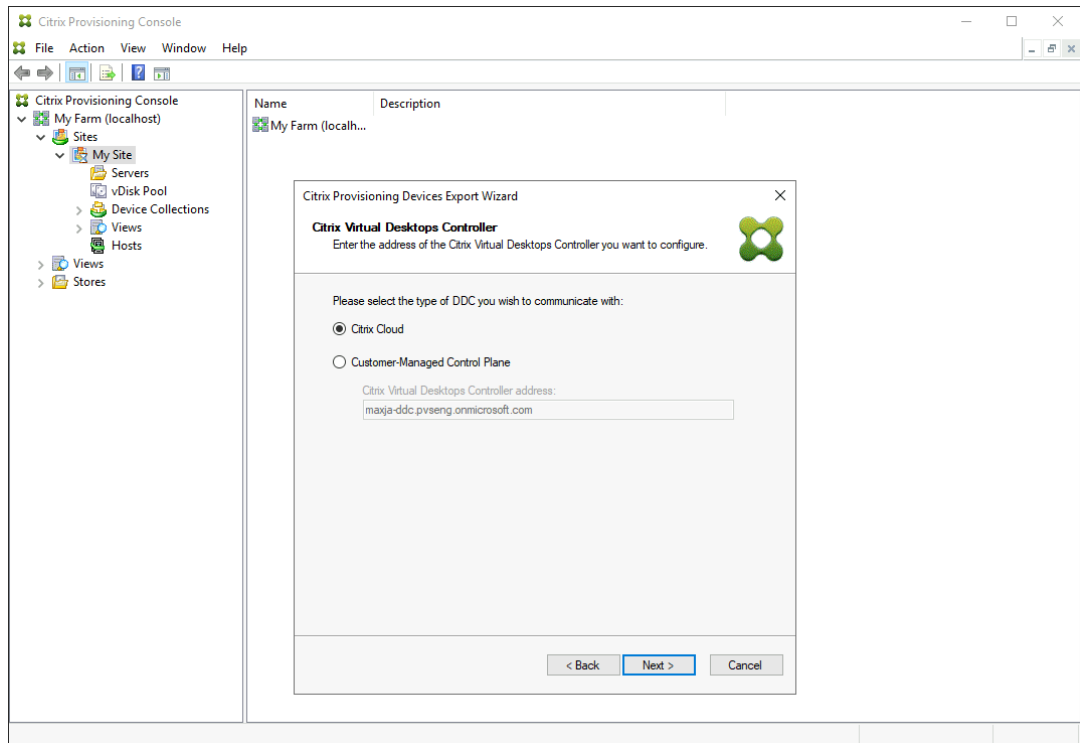 Citrix Provisioning Console
File Action View Window Help
Citrix Provisioning Console
My Farm (localhost)
Sites
My Site
Servers
vDisk Pool
Device Collections
Views
Hosts
Views
Stores
Name Description
My Farm (localh...
Citrix Provisioning Devices Export Wizard
Citrix Virtual Desktops Controller
Enter the address of the Citrix Virtual Desktops Controller you want to configure.
Please select the type of DDC you wish to communicate with:
Citrix Cloud
Customer-Managed Control Plane
Citrix Virtual Desktops Controller address:
maxja-ddc.pvseng.onmicrosoft.com
< Back Next > Cancel